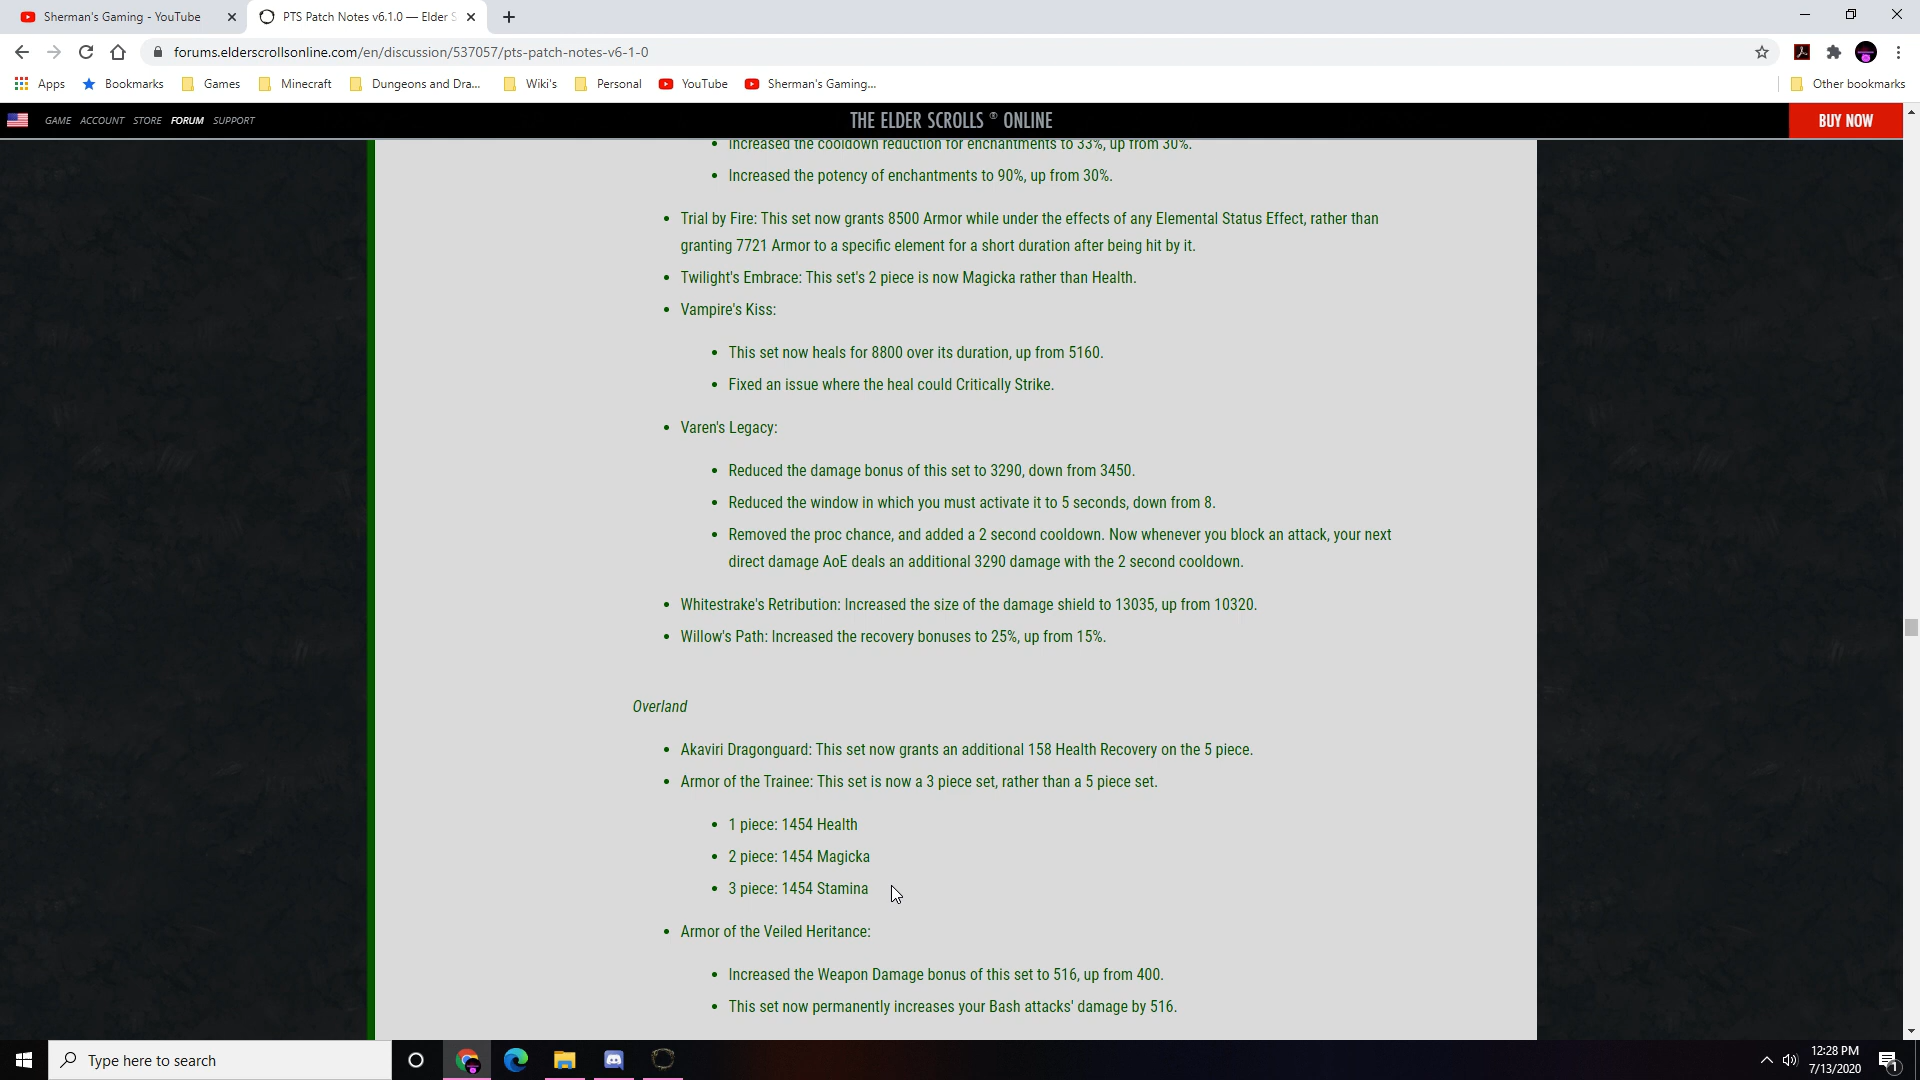 Sherman's Gaming - YouTube
PTS Patch Notes v6.1.0 — Elder S
forums.elderscrollsonline.com/en/discussion/537057/pts-patch-notes-v6-1-0
Apps Bookmarks Games Minecraft Dungeons and Dra... Wiki's Personal YouTube Sherman's Gaming... Other bookmarks
GAME ACCOUNT STORE FORUM SUPPORT THE ELDER SCROLLS ® ONLINE BUY NOW
Increased the cooldown reduction for enchantments to 33%, up from 30%.
Increased the potency of enchantments to 90%, up from 30%.
Trial by Fire: This set now grants 8500 Armor while under the effects of any Elemental Status Effect, rather than
granting 7721 Armor to a specific element for a short duration after being hit by it.
Twilight's Embrace: This set's 2 piece is now Magicka rather than Health.
Vampire's Kiss:
This set now heals for 8800 over its duration, up from 5160.
Fixed an issue where the heal could Critically Strike.
Varen's Legacy:
Reduced the damage bonus of this set to 3290, down from 3450.
Reduced the window in which you must activate it to 5 seconds, down from 8.
Removed the proc chance, and added a 2 second cooldown. Now whenever you block an attack, your next
direct damage AoE deals an additional 3290 damage with the 2 second cooldown.
Whitestrake's Retribution: Increased the size of the damage shield to 13035, up from 10320.
Willow's Path: Increased the recovery bonuses to 25%, up from 15%.
Overland
Akaviri Dragonguard: This set now grants an additional 158 Health Recovery on the 5 piece.
Armor of the Trainee: This set is now a 3 piece set, rather than a 5 piece set.
1 piece: 1454 Health
2 piece: 1454 Magicka
3 piece: 1454 Stamina
Armor of the Veiled Heritance:
Increased the Weapon Damage bonus of this set to 516, up from 400.
This set now permanently increases your Bash attacks' damage by 516.
Type here to search
12:28 PM
7/13/2020
1